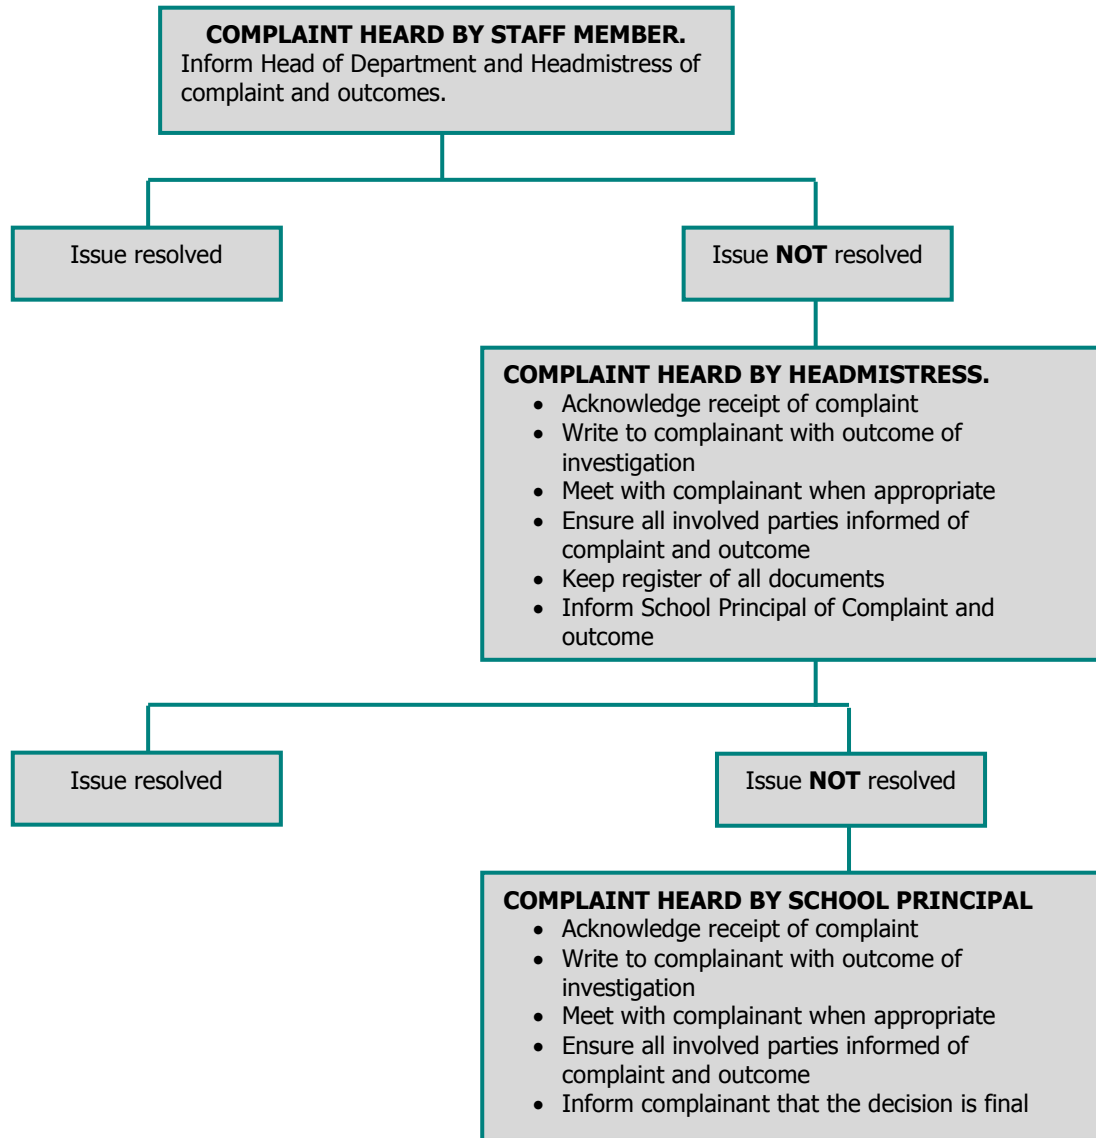 COMPLAINT HEARD BY STAFF MEMBER.
Inform Head of Department and Headmistress of
complaint and outcomes.
Issue resolved
Issue NOT resolved
COMPLAINT HEARD BY HEADMISTRESS.
• Acknowledge receipt of complaint
• Write to complainant with outcome of
investigation
• Meet with complainant when appropriate
• Ensure all involved parties informed of
complaint and outcome
• Keep register of all documents
• Inform School Principal of Complaint and
outcome
Issue resolved
Issue NOT resolved
COMPLAINT HEARD BY SCHOOL PRINCIPAL
• Acknowledge receipt of complaint
• Write to complainant with outcome of
investigation
• Meet with complainant when appropriate
• Ensure all involved parties informed of
complaint and outcome
• Inform complainant that the decision is final